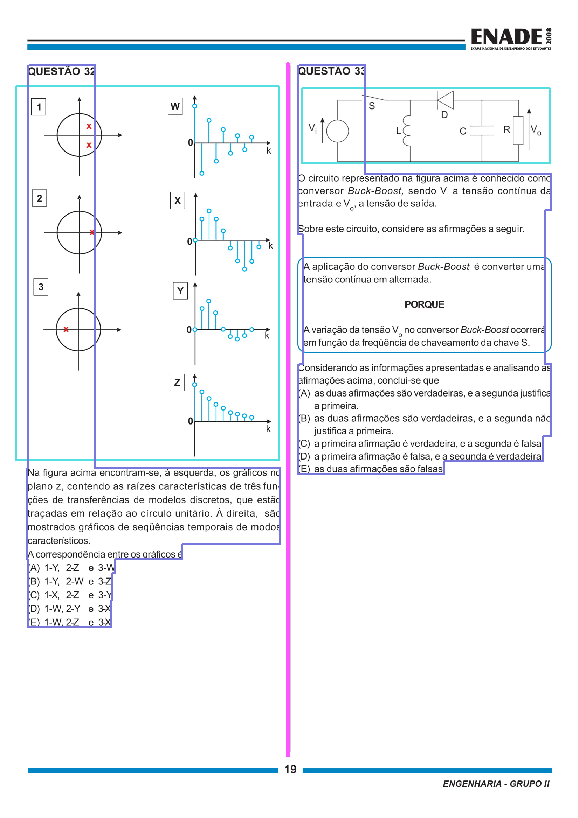 ENADE 2008
EXAME NACIONAL DE DESEMPENHO DOS ESTUDANTES
QUESTÃO 32
1
2
3
W
0
k
X
0
k
Y
0
k
Z
0
k
Na figura acima encontram-se, à esquerda, os gráficos no
plano z, contendo as raízes características de três fun-
ções de transferências de modelos discretos, que estão
traçadas em relação ao círculo unitário. À direita, são
mostrados gráficos de seqüências temporais de modos
característicos.
A correspondência entre os gráficos é
(A) 1-Y, 2-Z e 3-W
(B) 1-Y, 2-W e 3-Z
(C) 1-X, 2-Z e 3-Y
(D) 1-W, 2-Y e 3-X
(E) 1-W, 2-Z e 3-X
QUESTÃO 33
S
D
Vi
L
C
R
Vo
O circuito representado na figura acima é conhecido como
conversor Buck-Boost, sendo V a tensão contínua da
entrada e Vo, a tensão de saída.
Sobre este circuito, considere as afirmações a seguir.
A aplicação do conversor Buck-Boost é converter uma
tensão contínua em alternada.
PORQUE
A variação da tensão Vo no conversor Buck-Boost ocorrerá
em função da freqüência de chaveamento da chave S.
Considerando as informações apresentadas e analisando as
afirmações acima, conclui-se que
(A) as duas afirmações são verdadeiras, e a segunda justifica
a primeira.
(B) as duas afirmações são verdadeiras, e a segunda não
justifica a primeira.
(C) a primeira afirmação é verdadeira, e a segunda é falsa.
(D) a primeira afirmação é falsa, e a segunda é verdadeira.
(E) as duas afirmações são falsas.
19
ENGENHARIA - GRUPO II